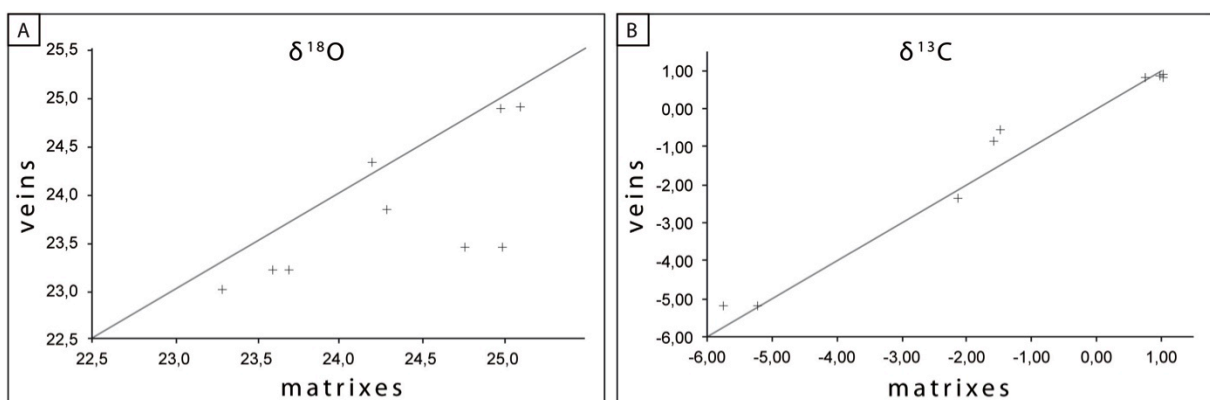 A
δ¹⁸O
25,5
25,0
24,5
24,0
23,5
23,0
22,5
veins
22,5 23,0 23,5 24,0 24,5 25,0
matrixes
B
δ¹³C
1,00
0,00
-1,00
-2,00
-3,00
-4,00
-5,00
-6,00
veins
-6,00 -5,00 -4,00 -3,00 -2,00 -1,00 0,00 1,00
matrixes